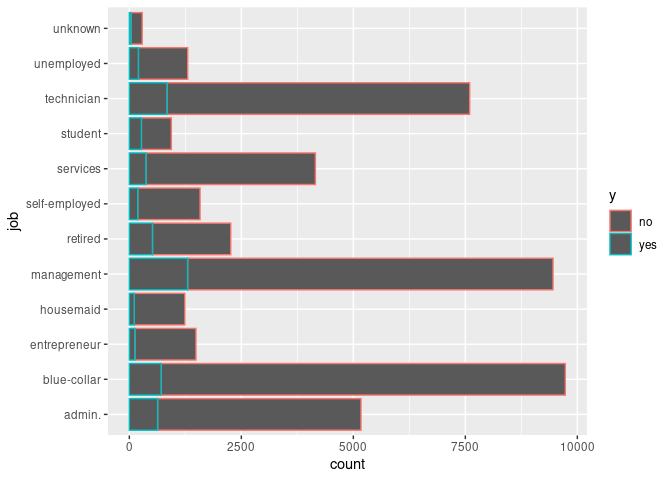 unknown
unemployed
technician
student
services
self-employed
retired
management
housemaid
entrepreneur
blue-collar
admin.
job
0 2500 5000 7500 10000
count
y
no
yes